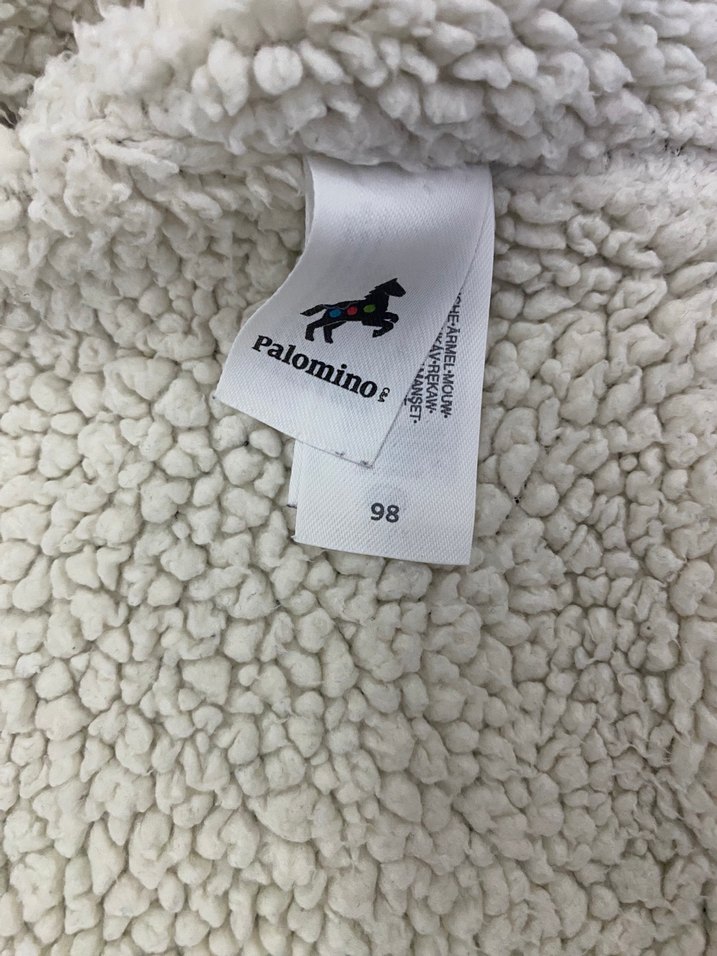 Palomino
C&A
ÄRMEL·MOUW·
REKAW·
98